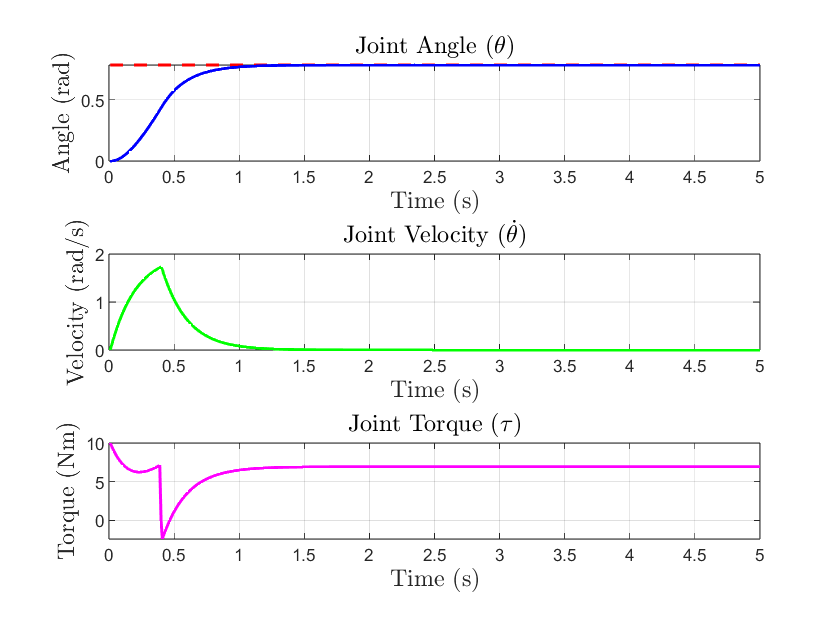 Joint Angle (θ)
Angle (rad)
0.5
0
0 0.5 1 1.5 2 2.5 3 3.5 4 4.5 5
Time (s)
Joint Velocity (θ̇)
Velocity (rad/s)
2
1
0
0 0.5 1 1.5 2 2.5 3 3.5 4 4.5 5
Time (s)
Joint Torque (τ)
Torque (Nm)
10
5
0
0 0.5 1 1.5 2 2.5 3 3.5 4 4.5 5
Time (s)